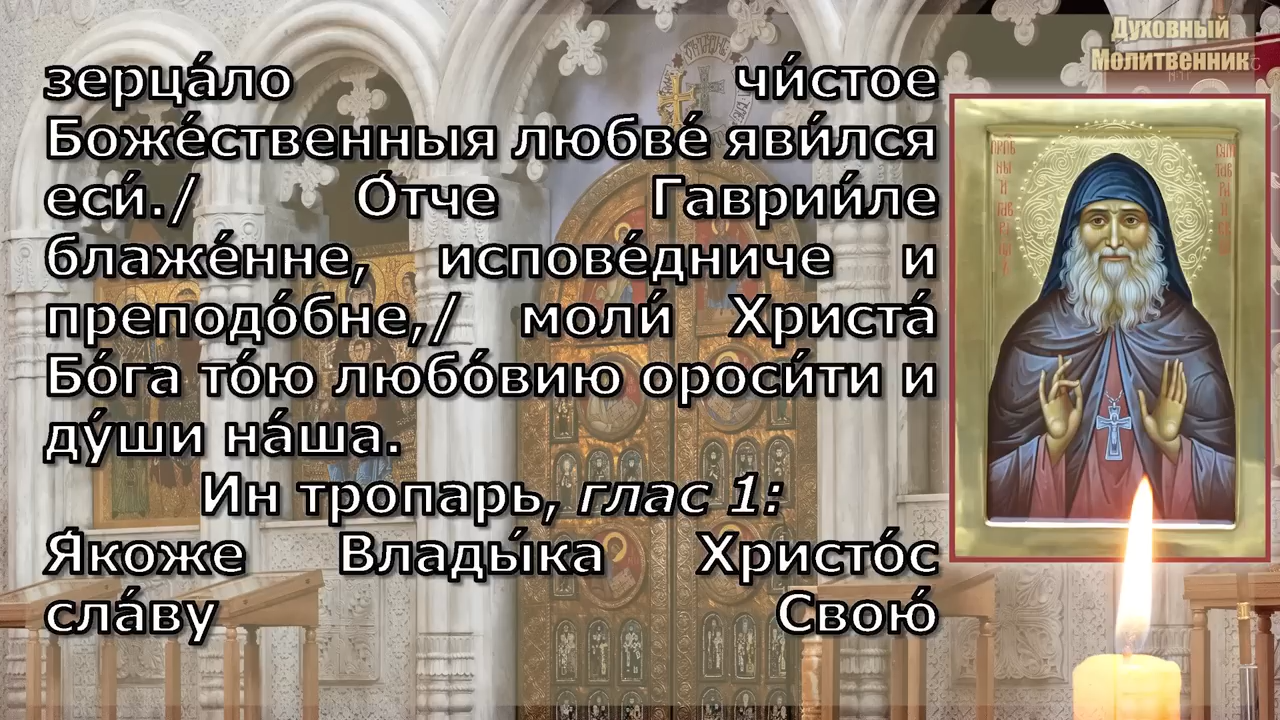 Духовный
Молитвенник
зерца́ло чи́стое
Боже́ственныя любве́ яви́лся
еси́./ О́тче Гаврии́ле
блаже́нне, испове́дниче и
преподо́бне,/ моли́ Христа́
Бо́га то́ю любо́вию ороси́ти и
ду́ши на́ша.
Ин тропарь, глас 1:
Я́коже Влады́ка Христо́с
сла́ву Свою́